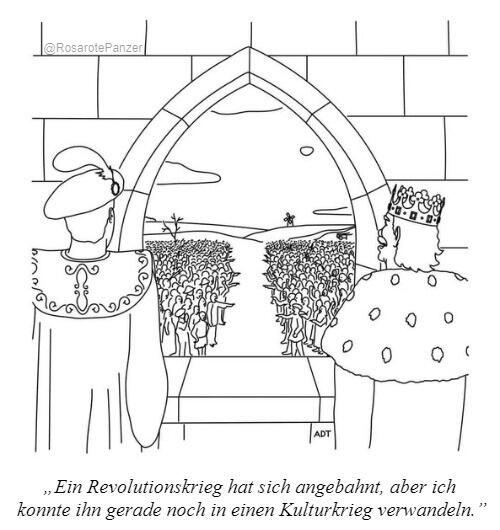 @RosarotePanzer
ADT
„Ein Revolutionskrieg hat sich angebahnt, aber ich
konnte ihn gerade noch in einen Kulturkrieg verwandeln.”